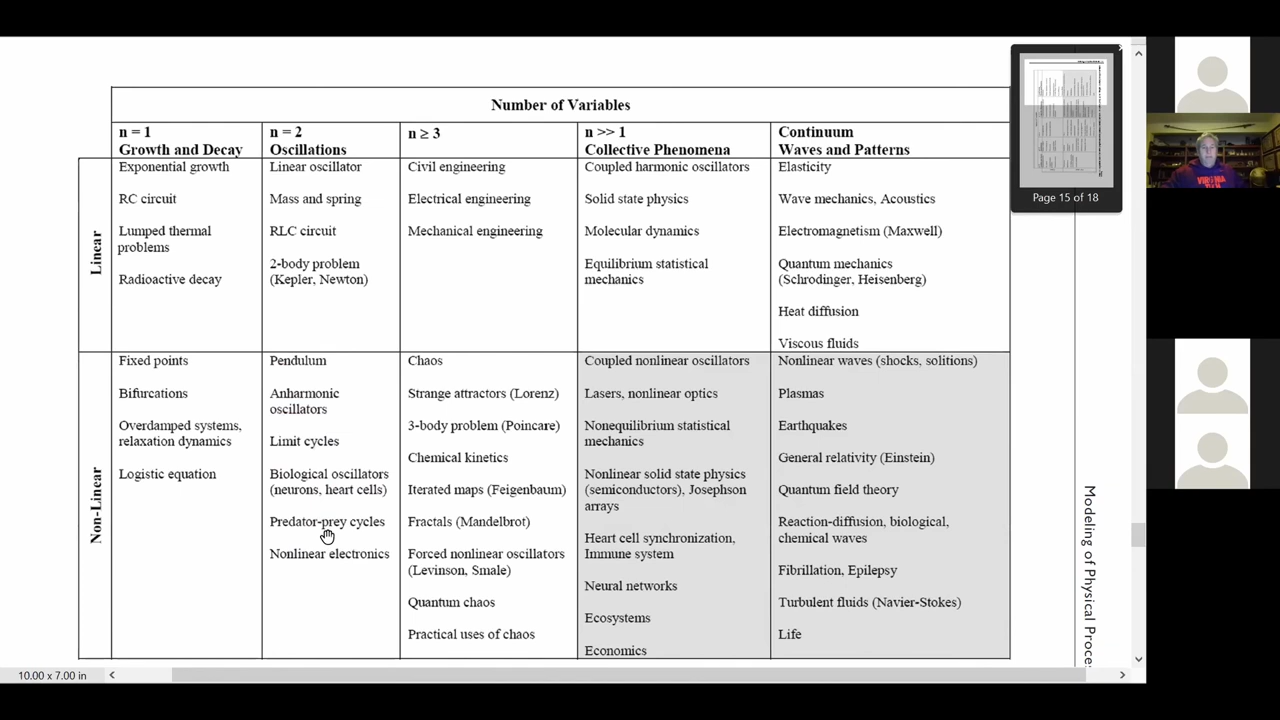 Number of Variables
n = 1
Growth and Decay
n = 2
Oscillations
n ≥ 3
n >> 1
Collective Phenomena
Continuum
Waves and Patterns
Linear
Exponential growth
RC circuit
Lumped thermal
problems
Radioactive decay
Linear oscillator
Mass and spring
RLC circuit
2-body problem
(Kepler, Newton)
Civil engineering
Electrical engineering
Mechanical engineering
Coupled harmonic oscillators
Solid state physics
Molecular dynamics
Equilibrium statistical
mechanics
Elasticity
Wave mechanics, Acoustics
Electromagnetism (Maxwell)
Quantum mechanics
(Schrodinger, Heisenberg)
Heat diffusion
Viscous fluids
Non-Linear
Fixed points
Bifurcations
Overdamped systems,
relaxation dynamics
Logistic equation
Pendulum
Anharmonic
oscillators
Limit cycles
Biological oscillators
(neurons, heart cells)
Predator-prey cycles
Nonlinear electronics
Chaos
Strange attractors (Lorenz)
3-body problem (Poincare)
Chemical kinetics
Iterated maps (Feigenbaum)
Fractals (Mandelbrot)
Forced nonlinear oscillators
(Levinson, Smale)
Quantum chaos
Practical uses of chaos
Coupled nonlinear oscillators
Lasers, nonlinear optics
Nonequilibrium statistical
mechanics
Nonlinear solid state physics
(semiconductors), Josephson
arrays
Heart cell synchronization,
Immune system
Neural networks
Ecosystems
Economics
Nonlinear waves (shocks, solitions)
Plasmas
Earthquakes
General relativity (Einstein)
Quantum field theory
Reaction-diffusion, biological,
chemical waves
Fibrillation, Epilepsy
Turbulent fluids (Navier-Stokes)
Life
Page 15 of 18
Modeling of Physical Proce
10.00 x 7.00 in
VIRGINIA